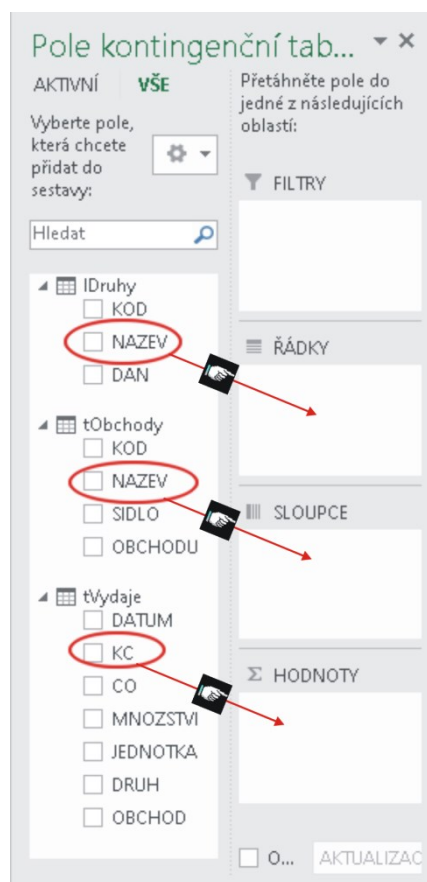 Pole kontingenční tab...
AKTIVNÍ VŠE
Vyberte pole,
která chcete
přidat do
sestavy:
Hledat
lDruhy
KOD
NAZEV
DAN
tObchody
KOD
NAZEV
SIDLO
OBCHODU
tVydaje
DATUM
KC
CO
MNOZSTVI
JEDNOTKA
DRUH
OBCHOD
Přetáhněte pole do
jedné z následujících
oblastí:
FILTRY
ŘÁDKY
SLOUPCE
Σ HODNOTY
O... AKTUALIZAC